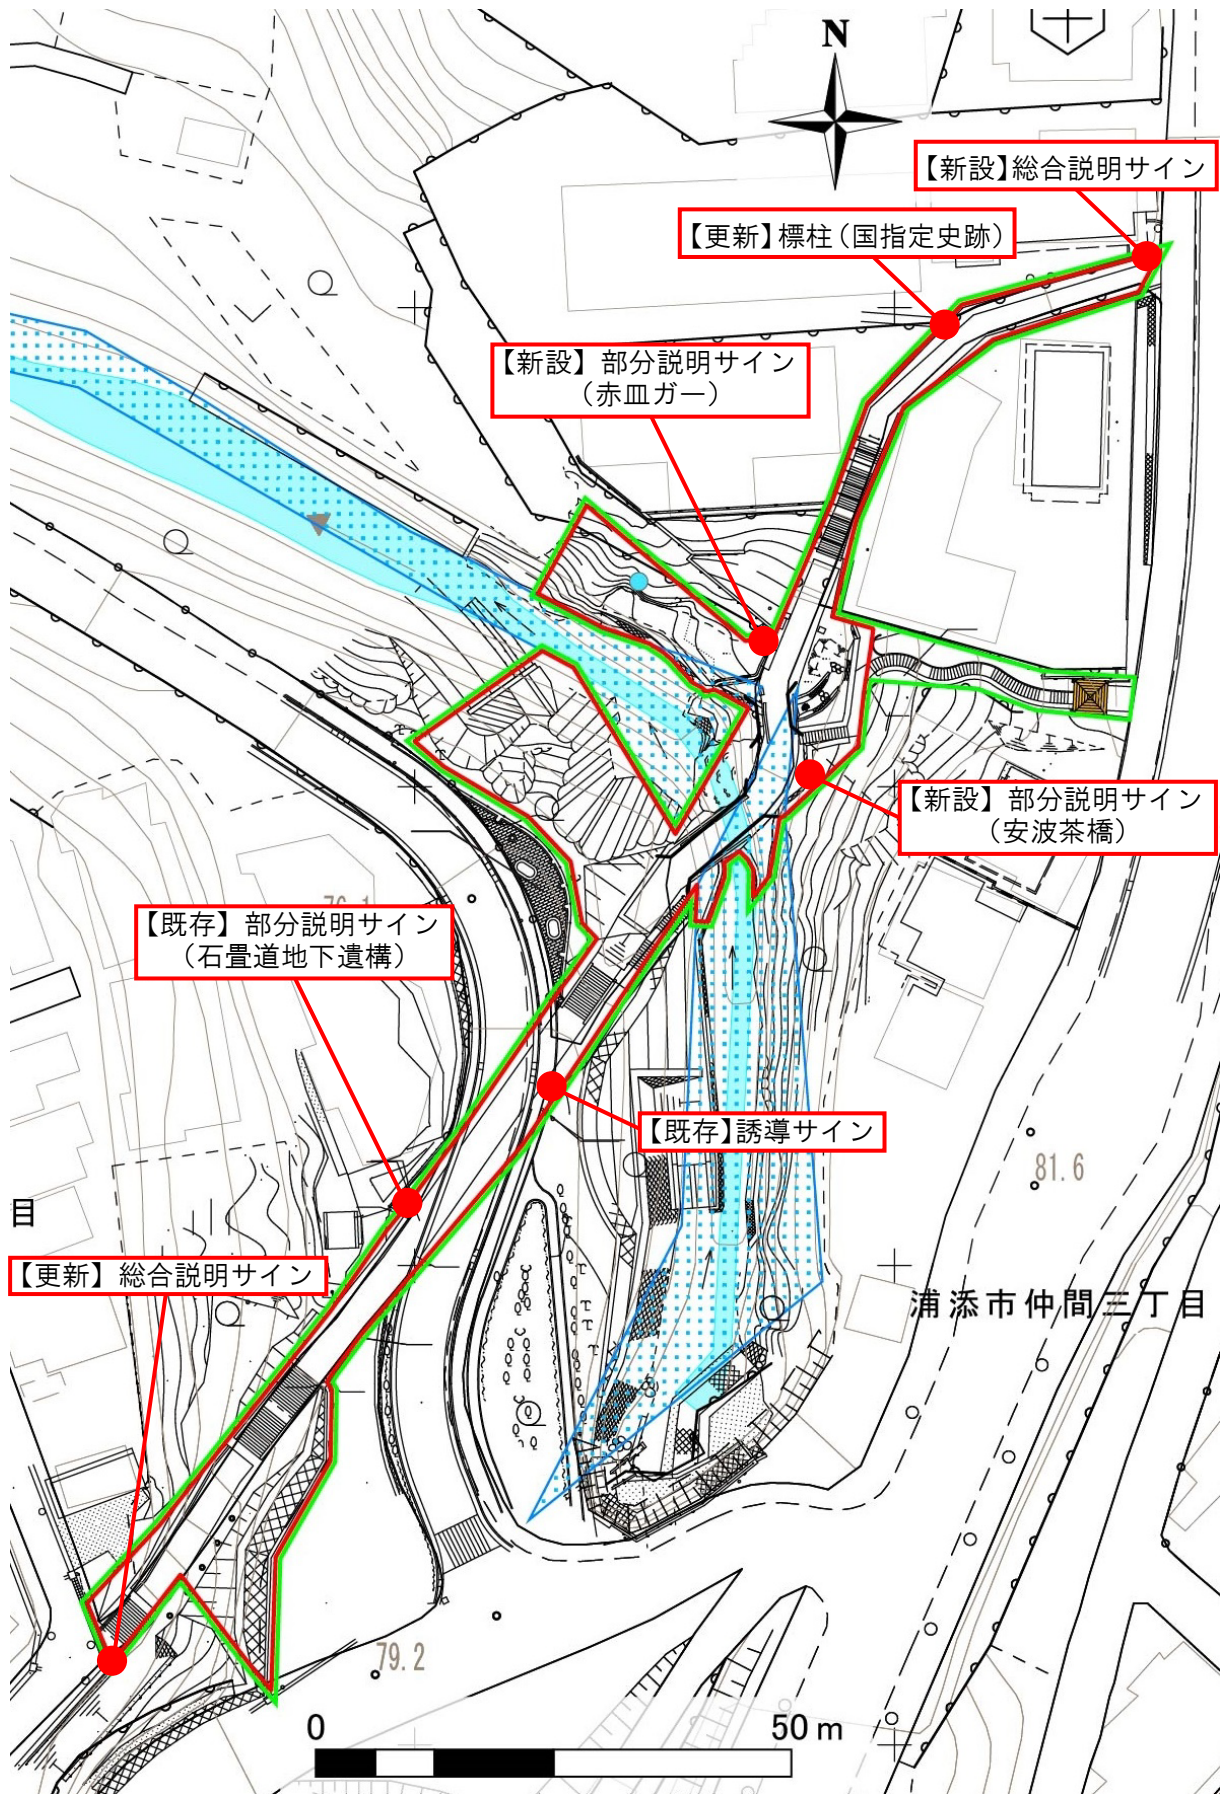 N
【新設】総合説明サイン
【更新】標柱(国指定史跡)
【新設】部分説明サイン
(赤皿ガー)
【新設】部分説明サイン
(安波茶橋)
【既存】部分説明サイン
(石畳道地下遺構)
【既存】誘導サイン
81.6
目
【更新】総合説明サイン
浦添市仲間三丁目
79.2
0
50 m